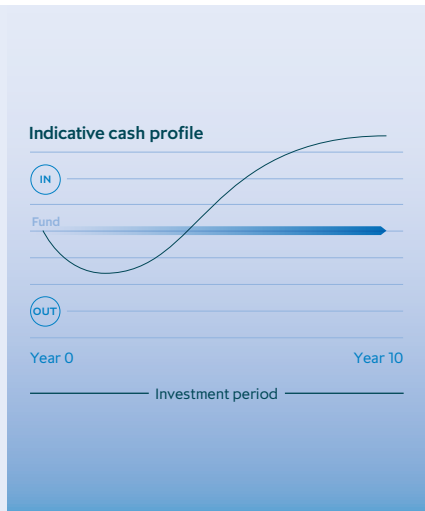 Indicative cash profile
IN
Fund
OUT
Year 0 Year 10
Investment period